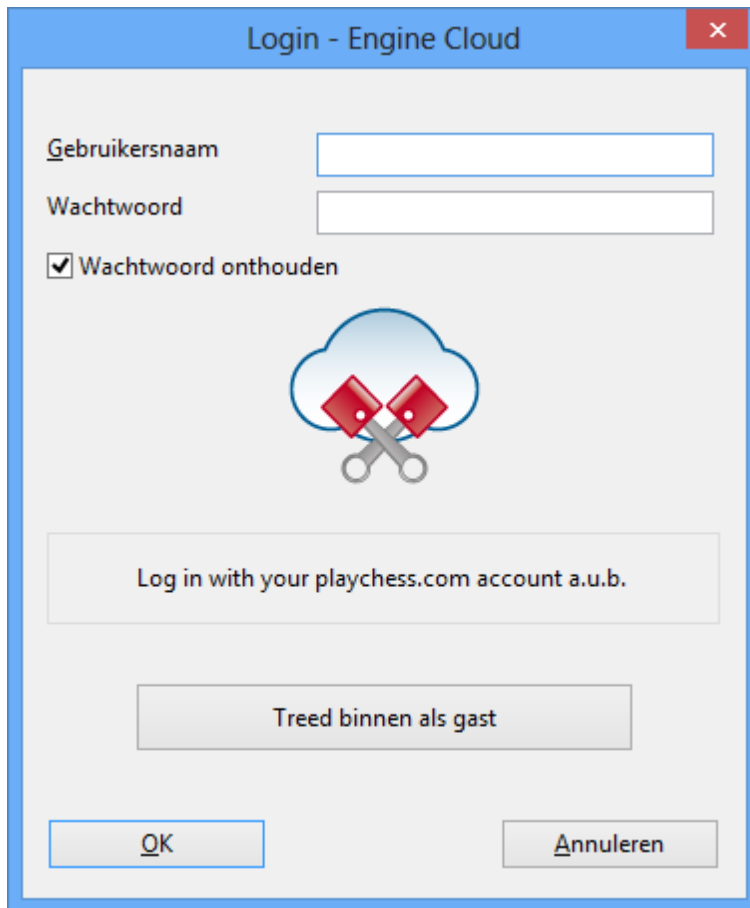 Login - Engine Cloud
Gebruikersnaam
Wachtwoord
Wachtwoord onthouden
Log in with your playchess.com account a.u.b.
Treed binnen als gast
OK
Annuleren